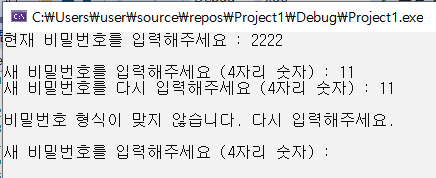 C:₩Users₩user₩source₩repos₩Project1₩Debug₩Project1.exe
현재 비밀번호를 입력해주세요 : 2222
새 비밀번호를 입력해주세요 (4자리 숫자) : 11
새 비밀번호를 다시 입력해주세요 (4자리 숫자) : 11
비밀번호 형식이 맞지 않습니다. 다시 입력해주세요.
새 비밀번호를 입력해주세요 (4자리 숫자) :